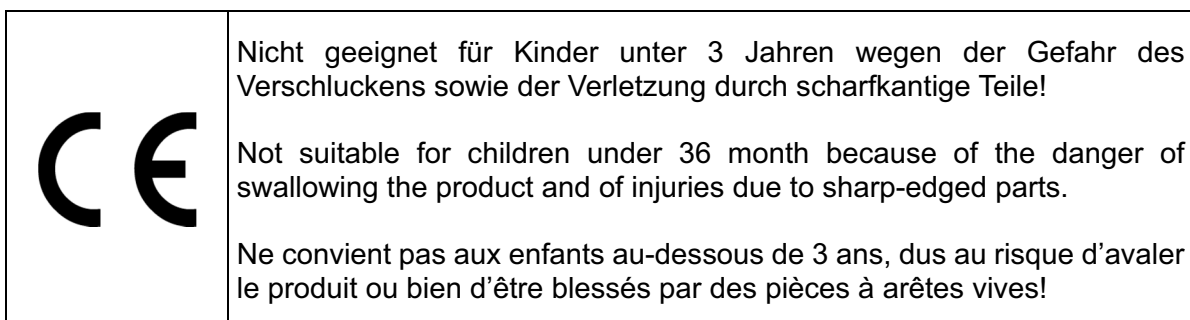 CE
Nicht geeignet für Kinder unter 3 Jahren wegen der Gefahr des
Verschluckens sowie der Verletzung durch scharfkantige Teile!
Not suitable for children under 36 month because of the danger of
swallowing the product and of injuries due to sharp-edged parts.
Ne convient pas aux enfants au-dessous de 3 ans, dus au risque d’avaler
le produit ou bien d’être blessés par des pièces à arêtes vives!